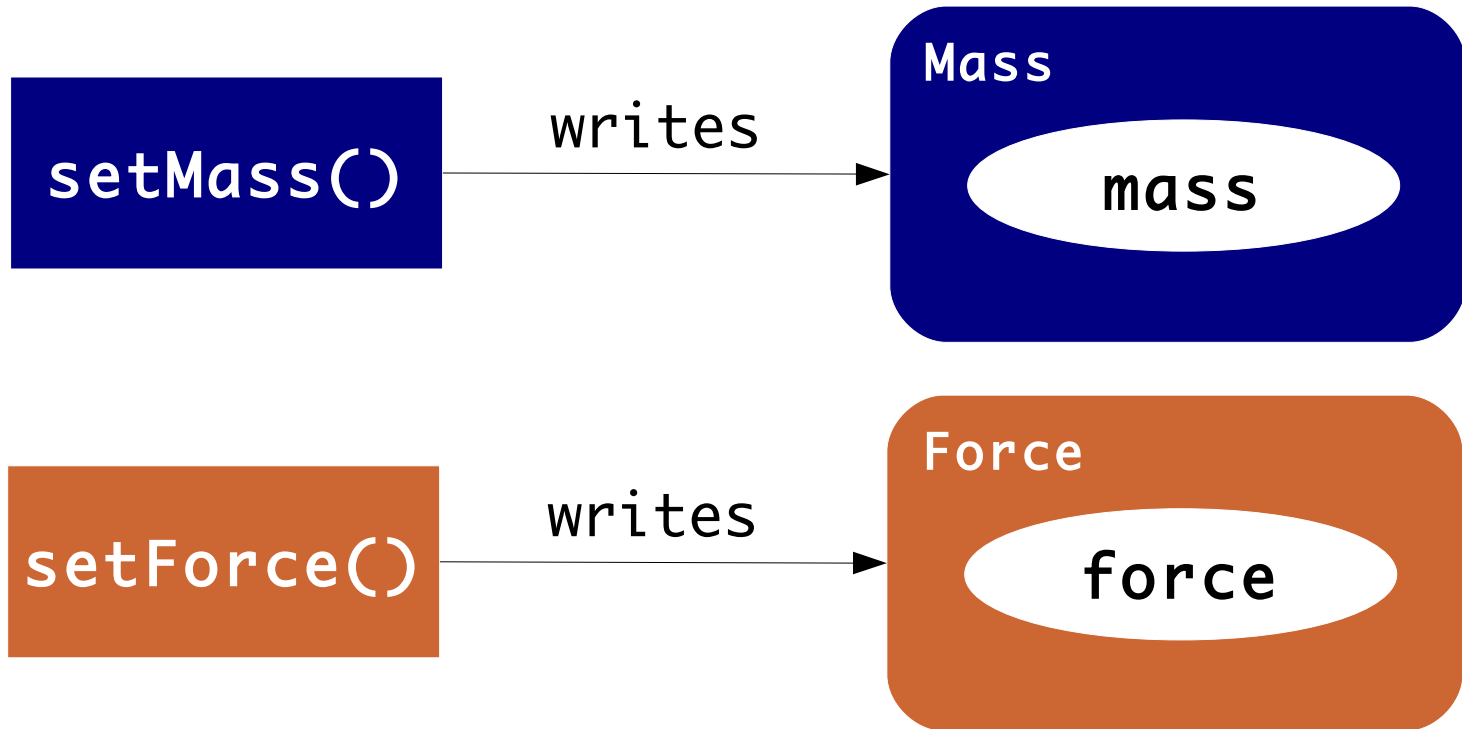 Mass
writes
setMass()
mass
Force
writes
setForce()
force